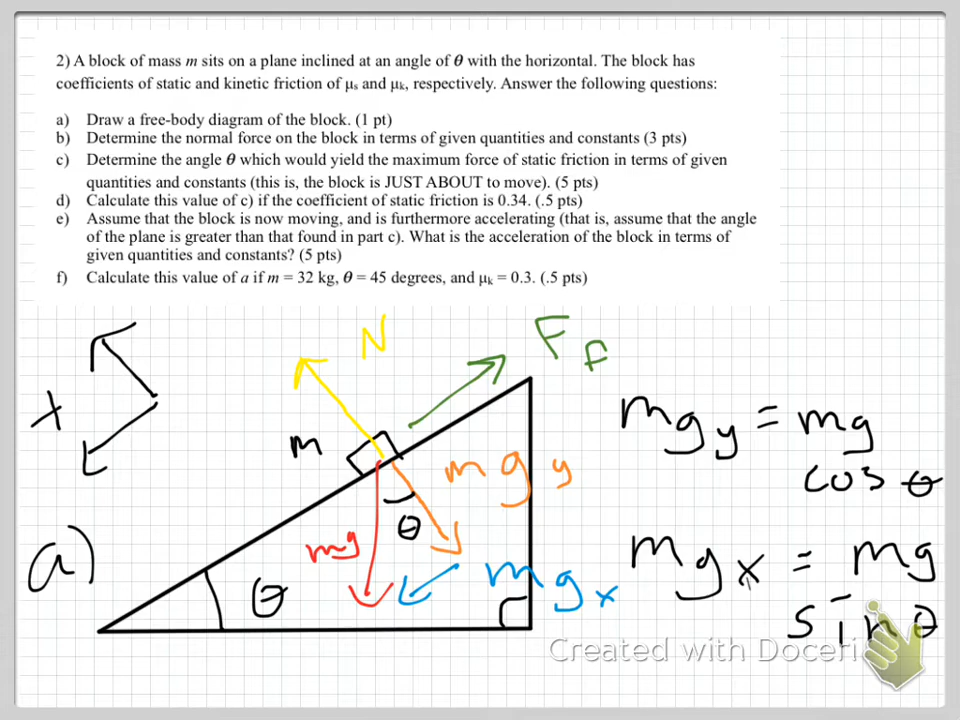 2) A block of mass m sits on a plane inclined at an angle of θ with the horizontal. The block has
coefficients of static and kinetic friction of μs and μk, respectively. Answer the following questions:
a) Draw a free-body diagram of the block. (1 pt)
b) Determine the normal force on the block in terms of given quantities and constants (3 pts)
c) Determine the angle θ which would yield the maximum force of static friction in terms of given
quantities and constants (this is, the block is JUST ABOUT to move). (5 pts)
d) Calculate this value of c) if the coefficient of static friction is 0.34. (.5 pts)
e) Assume that the block is now moving, and is furthermore accelerating (that is, assume that the angle
of the plane is greater than that found in part c). What is the acceleration of the block in terms of
given quantities and constants? (5 pts)
f) Calculate this value of a if m = 32 kg, θ = 45 degrees, and μk = 0.3. (.5 pts)
N
Ff
+
m
mgy
mgy = mg
cos θ
θ
mg
a)
θ
mgx
mgx = mg
sinθ
Created with Doceri